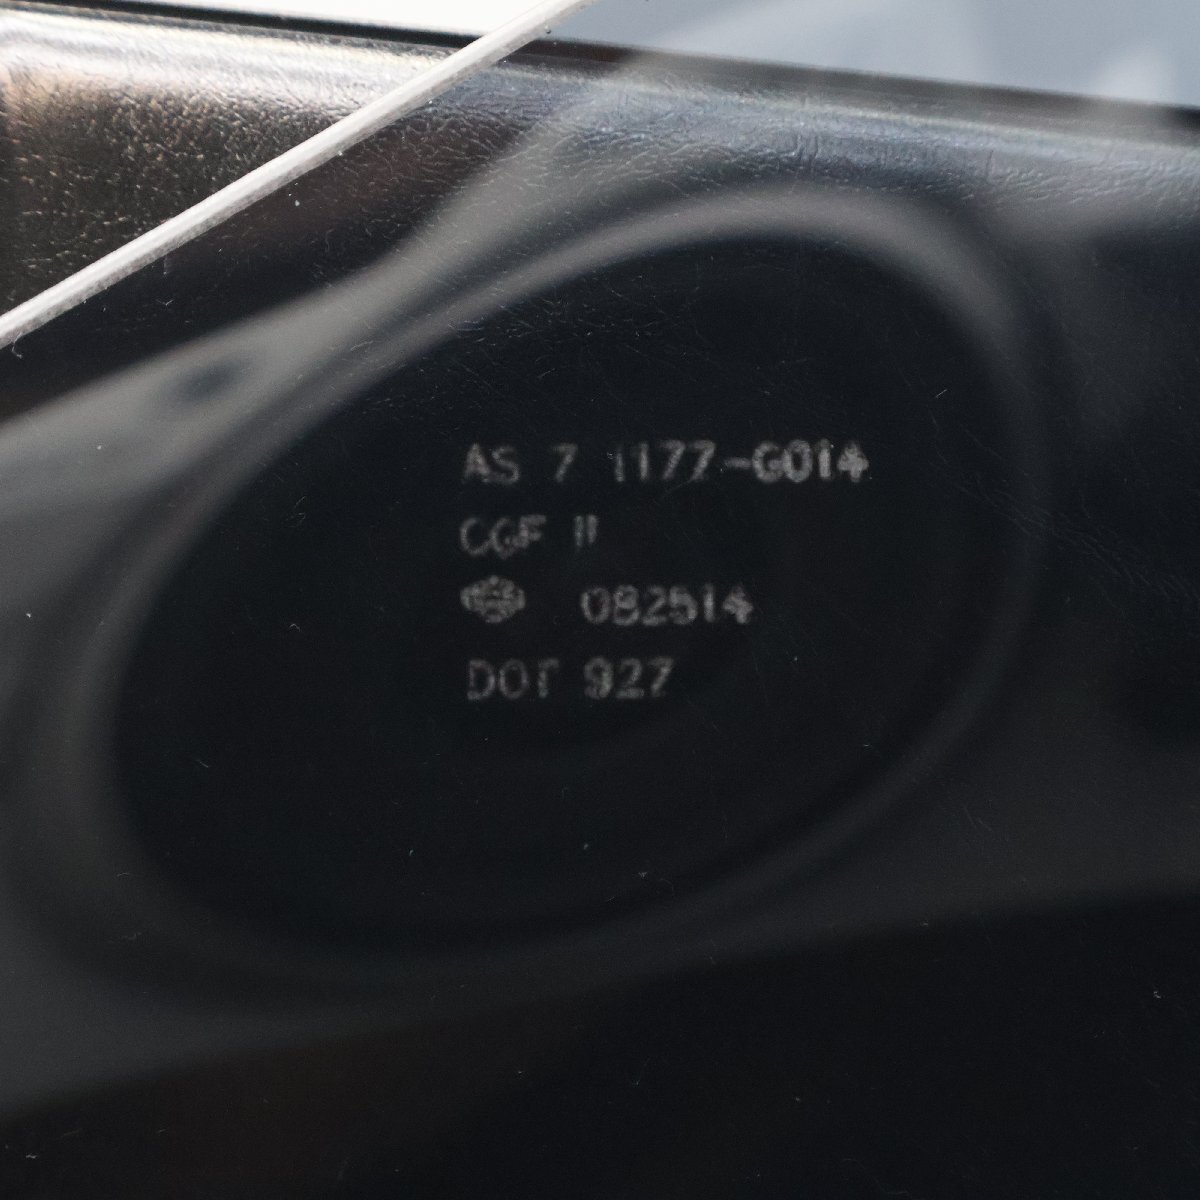 AS 7 1177-G014
CGF II
082514
DOT 927